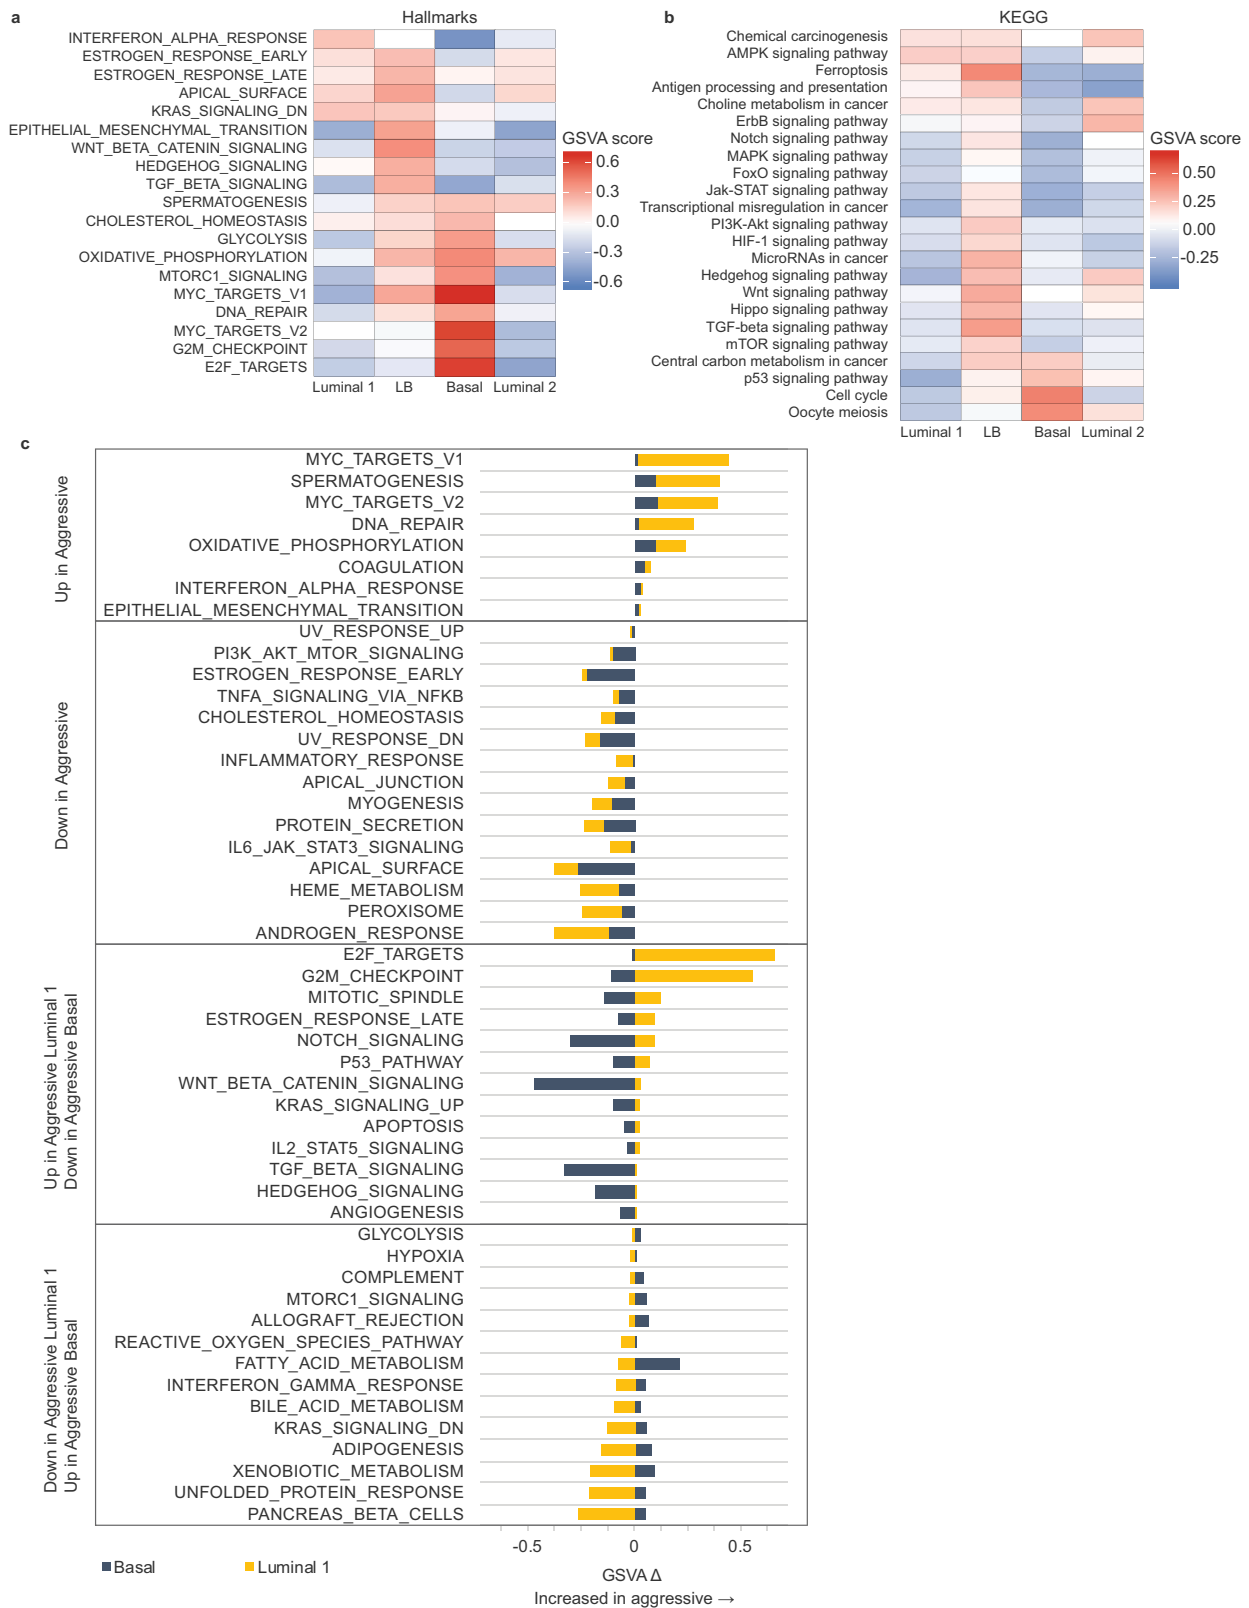 a
Hallmarks
INTERFERON_ALPHA_RESPONSE
ESTROGEN_RESPONSE_EARLY
ESTROGEN_RESPONSE_LATE
APICAL_SURFACE
KRAS_SIGNALING_DN
EPITHELIAL_MESENCHYMAL_TRANSITION
WNT_BETA_CATENIN_SIGNALING
HEDGEHOG_SIGNALING
TGF_BETA_SIGNALING
SPERMATOGENESIS
CHOLESTEROL_HOMEOSTASIS
GLYCOLYSIS
OXIDATIVE_PHOSPHORYLATION
MTORC1_SIGNALING
MYC_TARGETS_V1
DNA_REPAIR
MYC_TARGETS_V2
G2M_CHECKPOINT
E2F_TARGETS
Luminal 1 LB Basal Luminal 2
GSVA score
0.6
0.3
0.0
-0.3
-0.6
b
KEGG
Chemical carcinogenesis
AMPK signaling pathway
Ferroptosis
Antigen processing and presentation
Choline metabolism in cancer
ErbB signaling pathway
Notch signaling pathway
MAPK signaling pathway
FoxO signaling pathway
Jak-STAT signaling pathway
Transcriptional misregulation in cancer
PI3K-Akt signaling pathway
HIF-1 signaling pathway
MicroRNAs in cancer
Hedgehog signaling pathway
Wnt signaling pathway
Hippo signaling pathway
TGF-beta signaling pathway
mTOR signaling pathway
Central carbon metabolism in cancer
p53 signaling pathway
Cell cycle
Oocyte meiosis
Luminal 1 LB Basal Luminal 2
GSVA score
0.50
0.25
0.00
-0.25
c
Up in Aggressive
MYC_TARGETS_V1
SPERMATOGENESIS
MYC_TARGETS_V2
DNA_REPAIR
OXIDATIVE_PHOSPHORYLATION
COAGULATION
INTERFERON_ALPHA_RESPONSE
EPITHELIAL_MESENCHYMAL_TRANSITION
Down in Aggressive
UV_RESPONSE_UP
PI3K_AKT_MTOR_SIGNALING
ESTROGEN_RESPONSE_EARLY
TNFA_SIGNALING_VIA_NFKB
CHOLESTEROL_HOMEOSTASIS
UV_RESPONSE_DN
INFLAMMATORY_RESPONSE
APICAL_JUNCTION
MYOGENESIS
PROTEIN_SECRETION
IL6_JAK_STAT3_SIGNALING
APICAL_SURFACE
HEME_METABOLISM
PEROXISOME
ANDROGEN_RESPONSE
Up in Aggressive Luminal 1
Down in Aggressive Basal
E2F_TARGETS
G2M_CHECKPOINT
MITOTIC_SPINDLE
ESTROGEN_RESPONSE_LATE
NOTCH_SIGNALING
P53_PATHWAY
WNT_BETA_CATENIN_SIGNALING
KRAS_SIGNALING_UP
APOPTOSIS
IL2_STAT5_SIGNALING
TGF_BETA_SIGNALING
HEDGEHOG_SIGNALING
ANGIOGENESIS
Down in Aggressive Luminal 1
Up in Aggressive Basal
GLYCOLYSIS
HYPOXIA
COMPLEMENT
MTORC1_SIGNALING
ALLOGRAFT_REJECTION
REACTIVE_OXYGEN_SPECIES_PATHWAY
FATTY_ACID_METABOLISM
INTERFERON_GAMMA_RESPONSE
BILE_ACID_METABOLISM
KRAS_SIGNALING_DN
ADIPOGENESIS
XENOBIOTIC_METABOLISM
UNFOLDED_PROTEIN_RESPONSE
PANCREAS_BETA_CELLS
-0.5 0 0.5
Basal Luminal 1
GSVA Δ
Increased in aggressive →